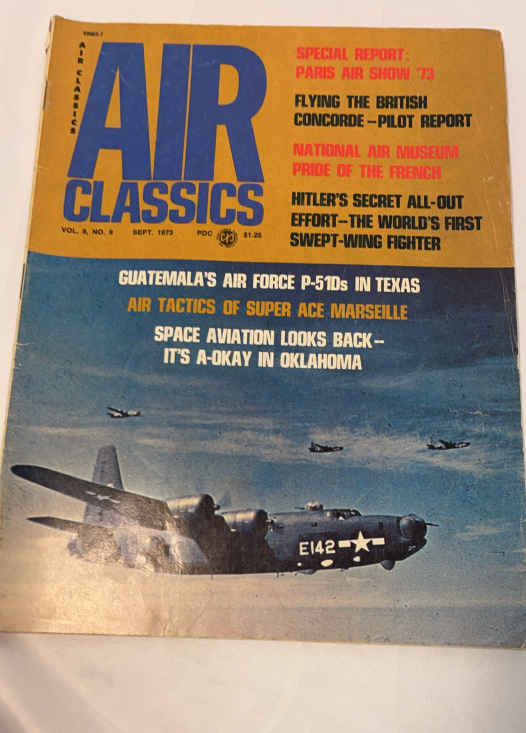 AIR CLASSICS
AIR
CLASSICS
VOL. 9, NO. 9 SEPT. 1973 PDC $1.25
SPECIAL REPORT:
PARIS AIR SHOW '73
FLYING THE BRITISH
CONCORDE—PILOT REPORT
NATIONAL AIR MUSEUM
PRIDE OF THE FRENCH
HITLER'S SECRET ALL-OUT
EFFORT—THE WORLD'S FIRST
SWEPT-WING FIGHTER
GUATEMALA'S AIR FORCE P-51Ds IN TEXAS
AIR TACTICS OF SUPER ACE MARSEILLE
SPACE AVIATION LOOKS BACK—
IT'S A-OKAY IN OKLAHOMA
E142